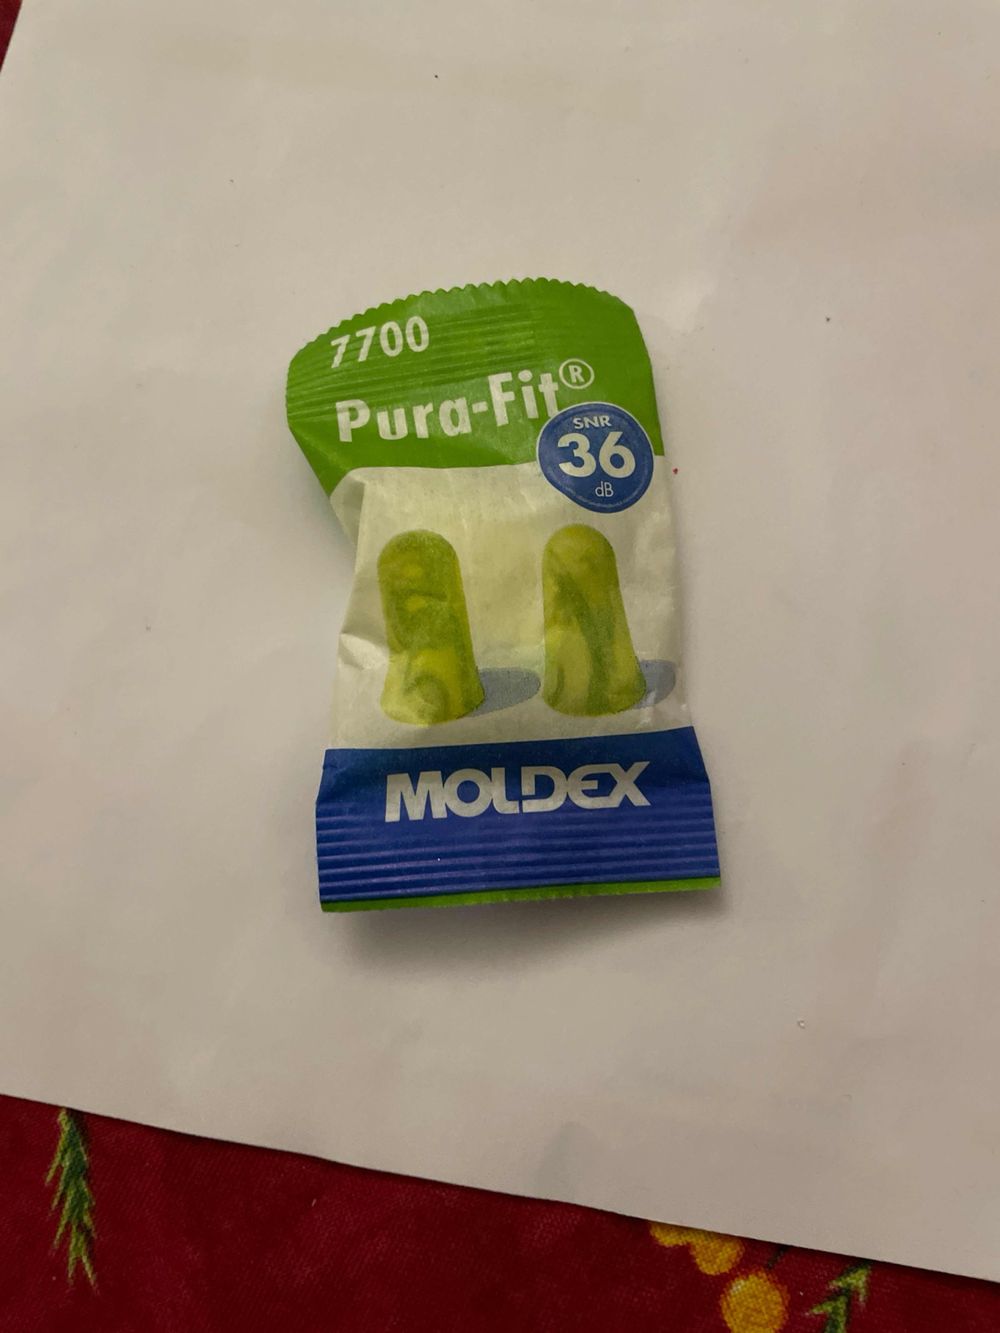 7700
Pura-Fit®
SNR
36
dB
MOLDEX